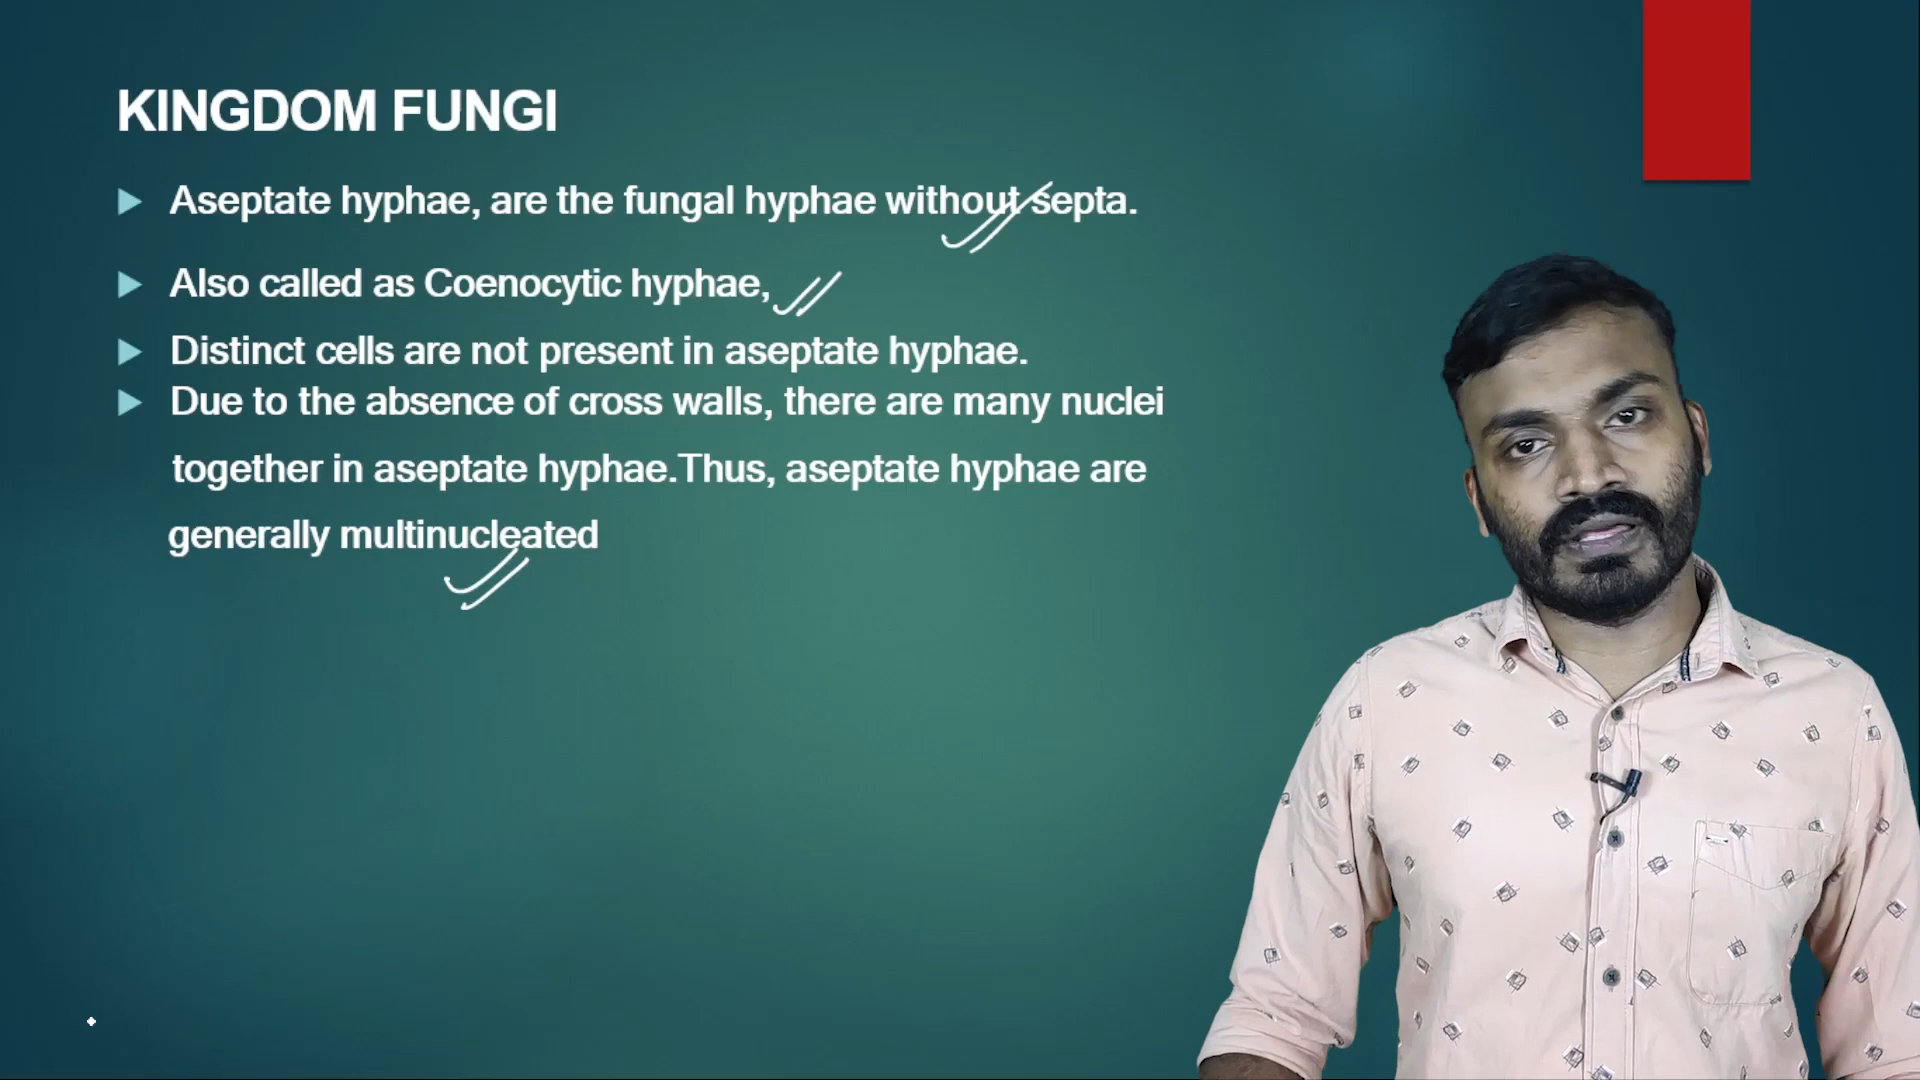 KINGDOM FUNGI
Aseptate hyphae, are the fungal hyphae without septa.
Also called as Coenocytic hyphae,
Distinct cells are not present in aseptate hyphae.
Due to the absence of cross walls, there are many nuclei
together in aseptate hyphae.Thus, aseptate hyphae are
generally multinucleated